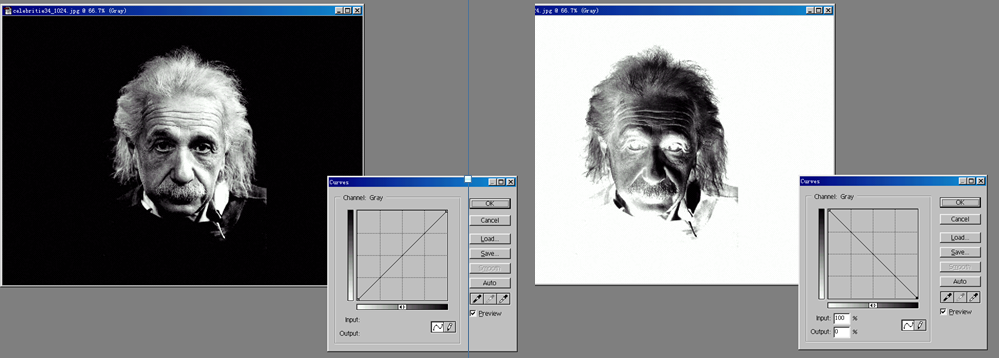 celebritie34_1024.jpg @ 66.7% (Gray)
Curves
Channel: Gray
OK
Cancel
Load...
Save...
Smooth
Auto
Preview
Input:
Output:
4.jpg @ 66.7% (Gray)
Curves
Channel: Gray
OK
Cancel
Load...
Save...
Smooth
Auto
Preview
Input: 100 %
Output: 0 %